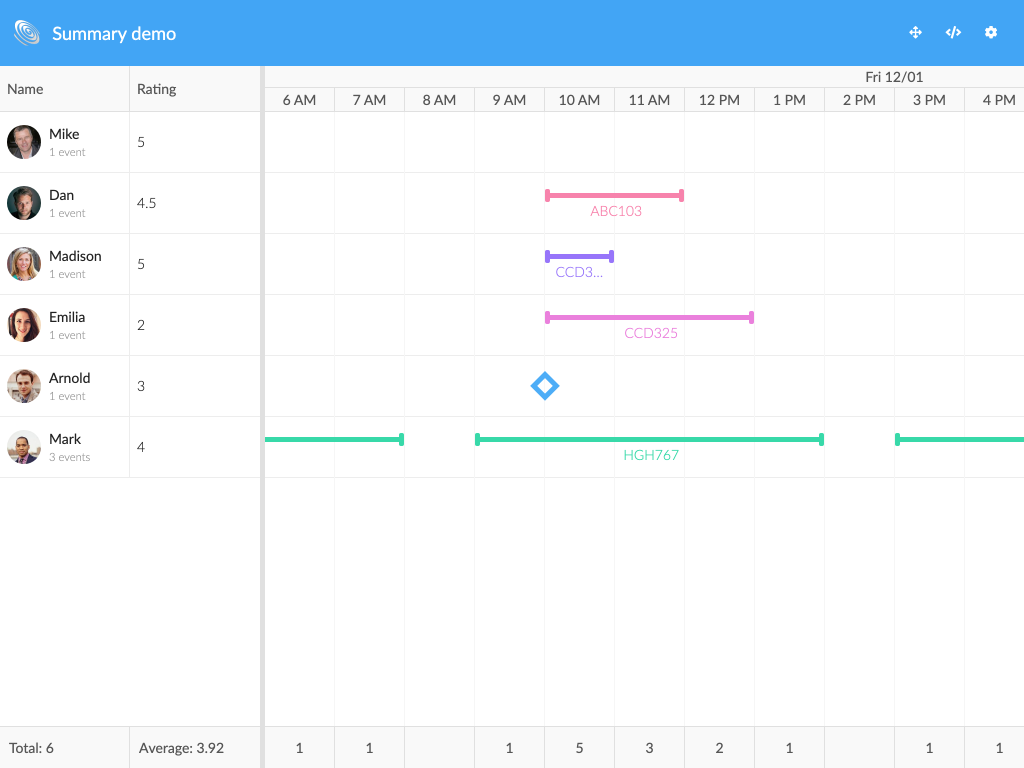 Summary demo
Name Rating Fri 12/01
6 AM 7 AM 8 AM 9 AM 10 AM 11 AM 12 PM 1 PM 2 PM 3 PM 4 PM
Mike
1 event
5
Dan
1 event
4.5
ABC103
Madison
1 event
5
CCD3...
Emilia
1 event
2
CCD325
Arnold
1 event
3
Mark
3 events
4
HGH767
Total: 6 Average: 3.92 1 1 1 5 3 2 1 1 1